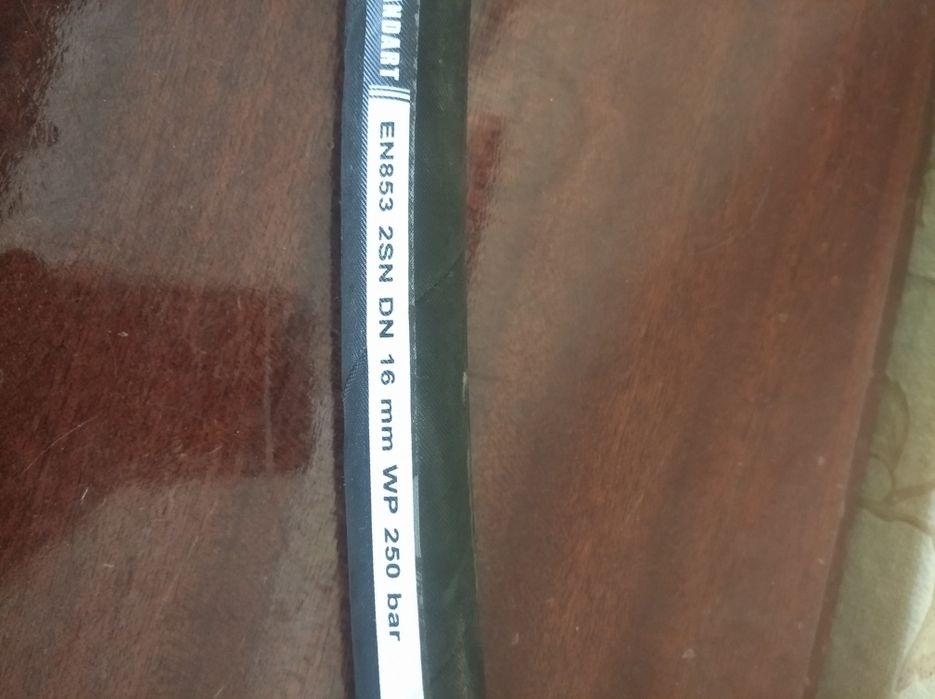 EN853 2SN DN 16 mm WP 250 bar